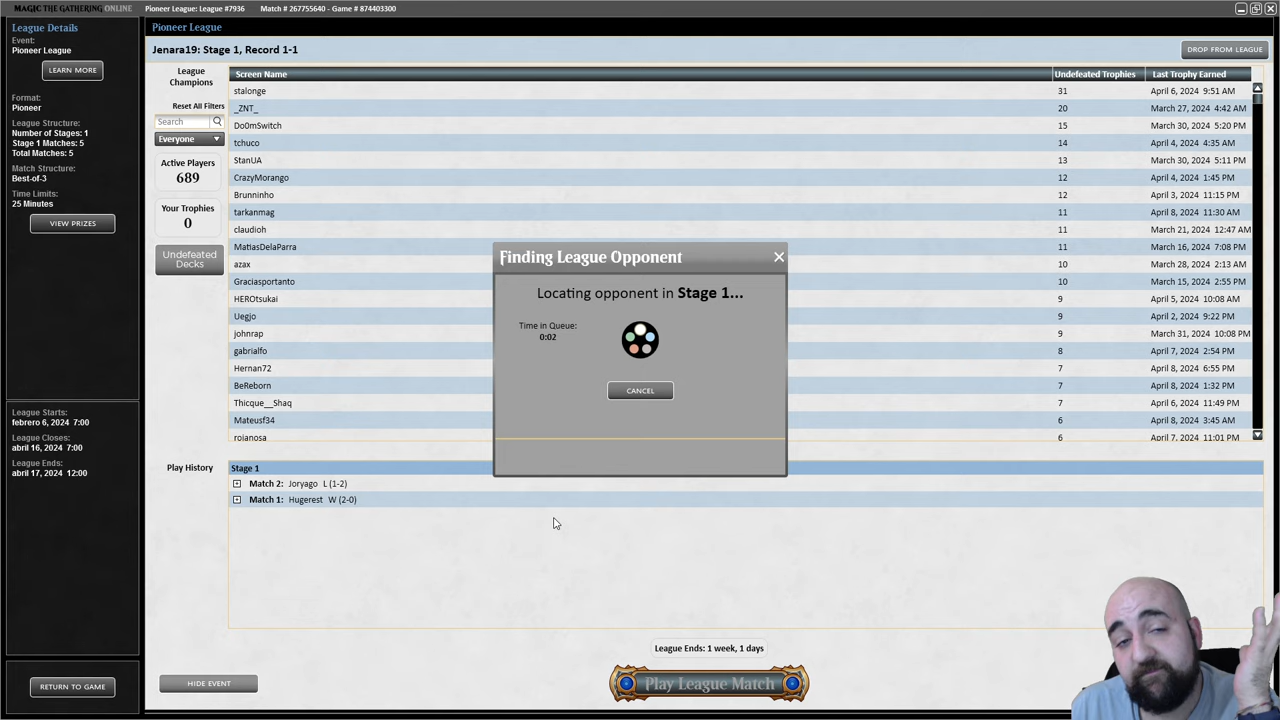 MAGIC THE GATHERING ONLINE
Pioneer League: League #7936
Match # 267755640 - Game # 874403300
League Details
Event:
Pioneer League
LEARN MORE
Format:
Pioneer
League Structure:
Number of Stages: 1
Stage 1 Matches: 5
Total Matches: 5
Match Structure:
Best-of-3
Time Limits:
25 Minutes
VIEW PRIZES
League Starts:
febrero 6, 2024 7:00
League Closes:
abril 16, 2024 7:00
League Ends:
abril 17, 2024 12:00
RETURN TO GAME
Pioneer League
Jenara19: Stage 1, Record 1-1
DROP FROM LEAGUE
League
Champions
Reset All Filters
Search
Everyone
Active Players
689
Your Trophies
0
Undefeated
Decks
Screen Name Undefeated Trophies Last Trophy Earned
stalonge 31 April 6, 2024 9:51 AM
_ZNT_ 20 March 27, 2024 4:42 AM
Do0mSwitch 15 March 30, 2024 5:20 PM
tchuco 14 April 4, 2024 4:35 AM
StanUA 13 March 30, 2024 5:11 PM
CrazyMorango 12 April 4, 2024 1:45 PM
Brunninho 12 April 3, 2024 11:15 PM
tarkanmag 11 April 8, 2024 11:30 AM
claudioh 11 March 21, 2024 12:47 AM
MatiasDelaParra 11 March 16, 2024 7:08 PM
azax 10 March 28, 2024 2:13 AM
Graciasportanto 10 March 15, 2024 2:55 PM
HEROtsukai 9 April 5, 2024 10:08 AM
Uegjo 9 April 2, 2024 9:22 PM
johnrap 9 March 31, 2024 10:08 PM
gabrialfo 8 April 7, 2024 2:54 PM
Hernan72 7 April 8, 2024 6:55 PM
BeReborn 7 April 8, 2024 1:32 PM
Thicque__Shaq 7 April 6, 2024 11:49 PM
Mateusf34 6 April 8, 2024 3:45 AM
rojanosa 6 April 7, 2024 11:01 PM
Finding League Opponent
Locating opponent in Stage 1...
Time in Queue:
0:02
CANCEL
Play History
Stage 1
Match 2: Joryago L (1-2)
Match 1: Hugerest W (2-0)
League Ends: 1 week, 1 days
HIDE EVENT
Play League Match